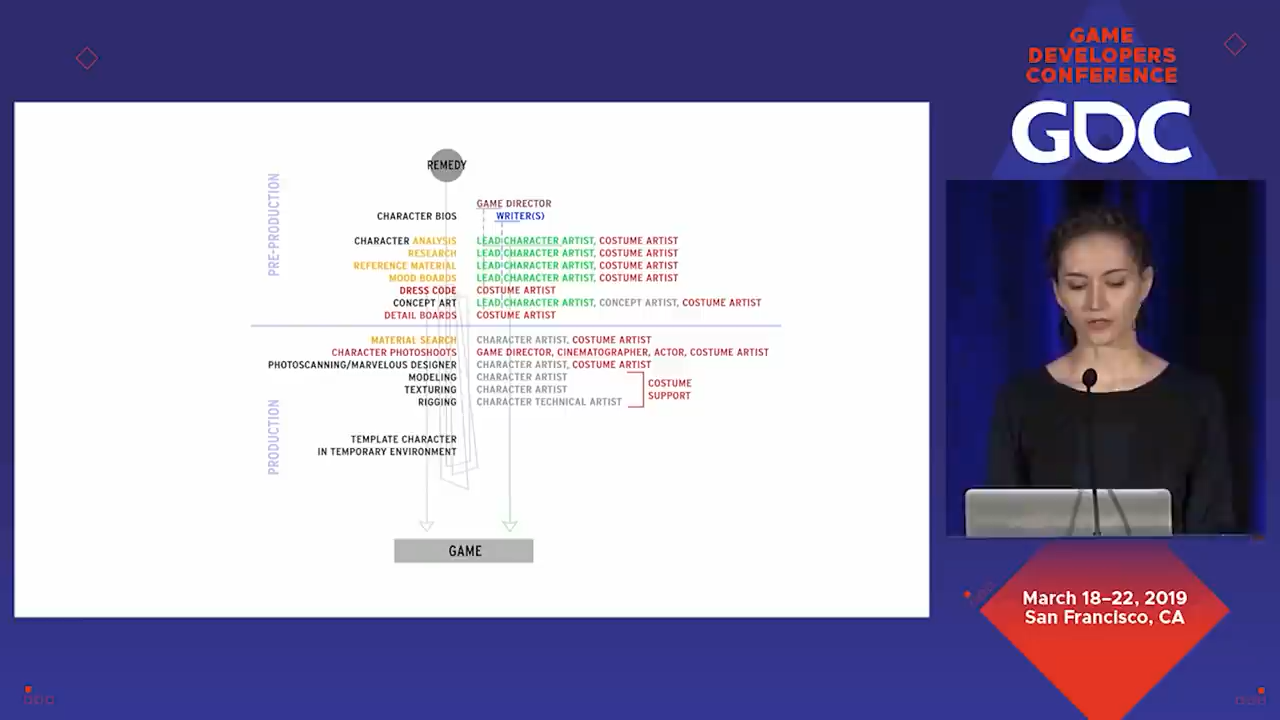 GAME
DEVELOPERS
CONFERENCE
GDC
REMEDY
PRE-PRODUCTION
GAME DIRECTOR
CHARACTER BIOS WRITER(S)
CHARACTER ANALYSIS LEAD CHARACTER ARTIST, COSTUME ARTIST
RESEARCH LEAD CHARACTER ARTIST, COSTUME ARTIST
REFERENCE MATERIAL LEAD CHARACTER ARTIST, COSTUME ARTIST
MOOD BOARDS LEAD CHARACTER ARTIST, COSTUME ARTIST
DRESS CODE COSTUME ARTIST
CONCEPT ART LEAD CHARACTER ARTIST, CONCEPT ARTIST, COSTUME ARTIST
DETAIL BOARDS COSTUME ARTIST
PRODUCTION
MATERIAL SEARCH CHARACTER ARTIST, COSTUME ARTIST
CHARACTER PHOTOSHOOTS GAME DIRECTOR, CINEMATOGRAPHER, ACTOR, COSTUME ARTIST
PHOTOSCANNING/MARVELOUS DESIGNER CHARACTER ARTIST, COSTUME ARTIST
MODELING CHARACTER ARTIST
TEXTURING CHARACTER ARTIST
RIGGING CHARACTER TECHNICAL ARTIST
COSTUME
SUPPORT
TEMPLATE CHARACTER
IN TEMPORARY ENVIRONMENT
GAME
March 18–22, 2019
San Francisco, CA